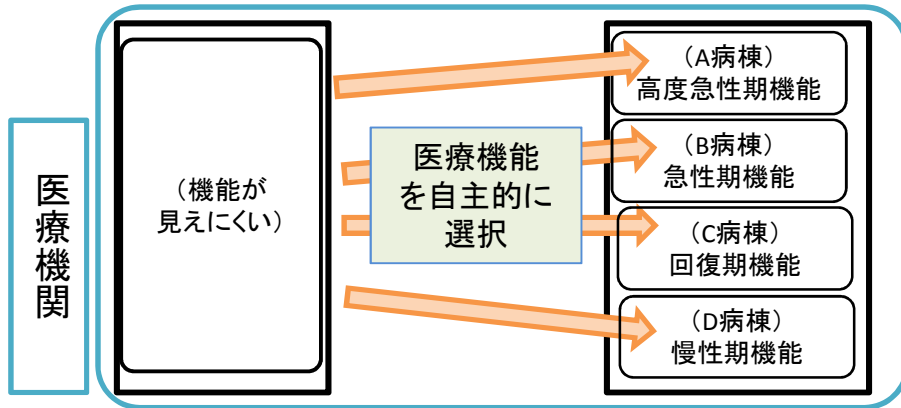 医療機関
（機能が
見えにくい）
医療機能
を自主的に
選択
（A病棟）
高度急性期機能
（B病棟）
急性期機能
（C病棟）
回復期機能
（D病棟）
慢性期機能